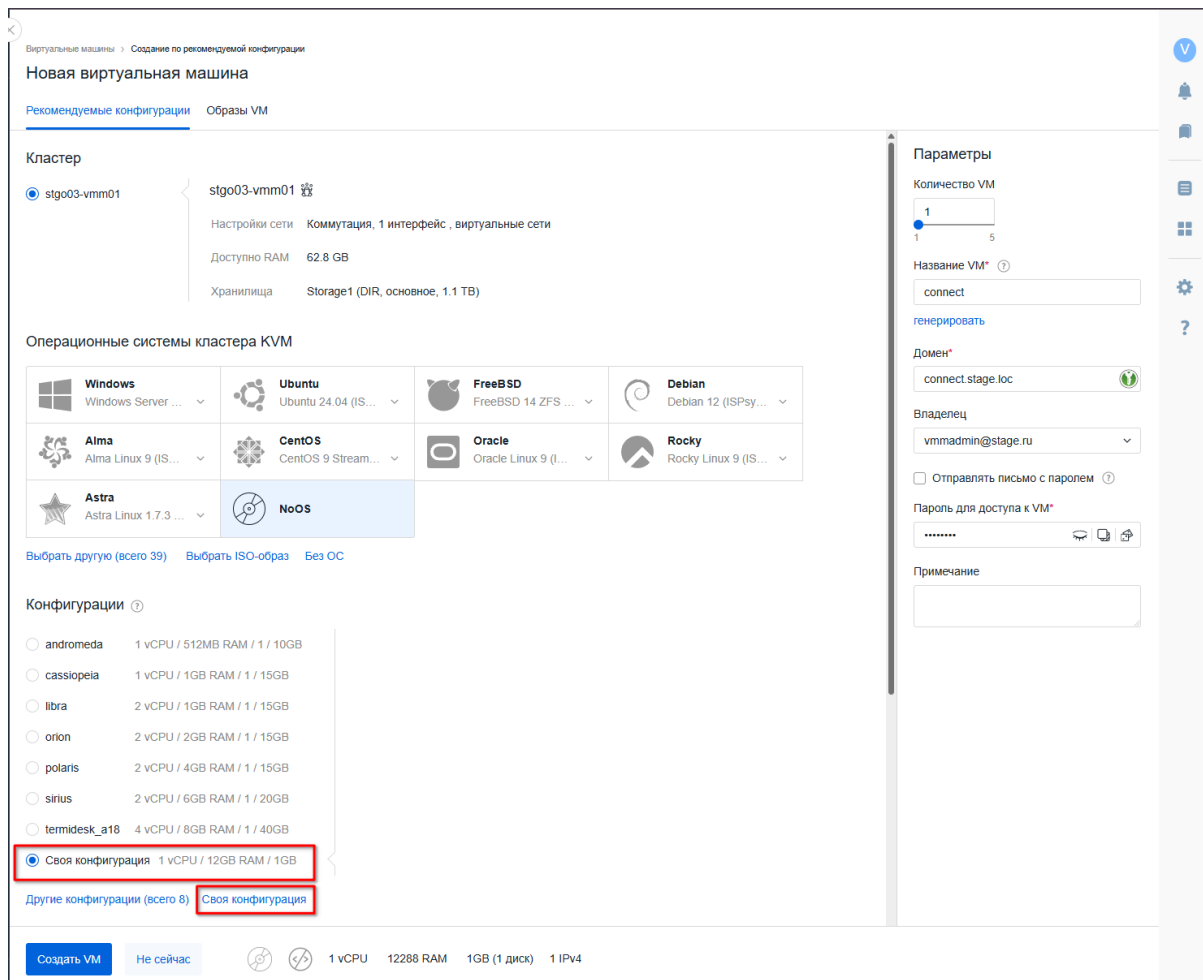 Виртуальные машины > Создание по рекомендуемой конфигурации
Новая виртуальная машина
Рекомендуемые конфигурации Образы VM
Кластер
stgo03-vmm01
stgo03-vmm01
Настройки сети Коммутация, 1 интерфейс , виртуальные сети
Доступно RAM 62.8 GB
Хранилища Storage1 (DIR, основное, 1.1 TB)
Операционные системы кластера KVM
Windows
Windows Server ...
Ubuntu
Ubuntu 24.04 (IS...
FreeBSD
FreeBSD 14 ZFS ...
Debian
Debian 12 (ISPsy...
Alma
Alma Linux 9 (IS...
CentOS
CentOS 9 Stream...
Oracle
Oracle Linux 9 (I...
Rocky
Rocky Linux 9 (IS...
Astra
Astra Linux 1.7.3 ...
NoOS
Выбрать другую (всего 39) Выбрать ISO-образ Без ОС
Конфигурации ?
andromeda 1 vCPU / 512MB RAM / 1 / 10GB
cassiopeia 1 vCPU / 1GB RAM / 1 / 15GB
libra 2 vCPU / 1GB RAM / 1 / 15GB
orion 2 vCPU / 2GB RAM / 1 / 15GB
polaris 2 vCPU / 4GB RAM / 1 / 15GB
sirius 2 vCPU / 6GB RAM / 1 / 20GB
termidesk_a18 4 vCPU / 8GB RAM / 1 / 40GB
Своя конфигурация 1 vCPU / 12GB RAM / 1GB
Другие конфигурации (всего 8) Своя конфигурация
Создать VM Не сейчас 1 vCPU 12288 RAM 1GB (1 диск) 1 IPv4
Параметры
Количество VM
1
1 5
Название VM* ?
connect
генерировать
Домен*
connect.stage.loc
Владелец
vmmadmin@stage.ru
Отправлять письмо с паролем ?
Пароль для доступа к VM*
••••••••
Примечание
V
?